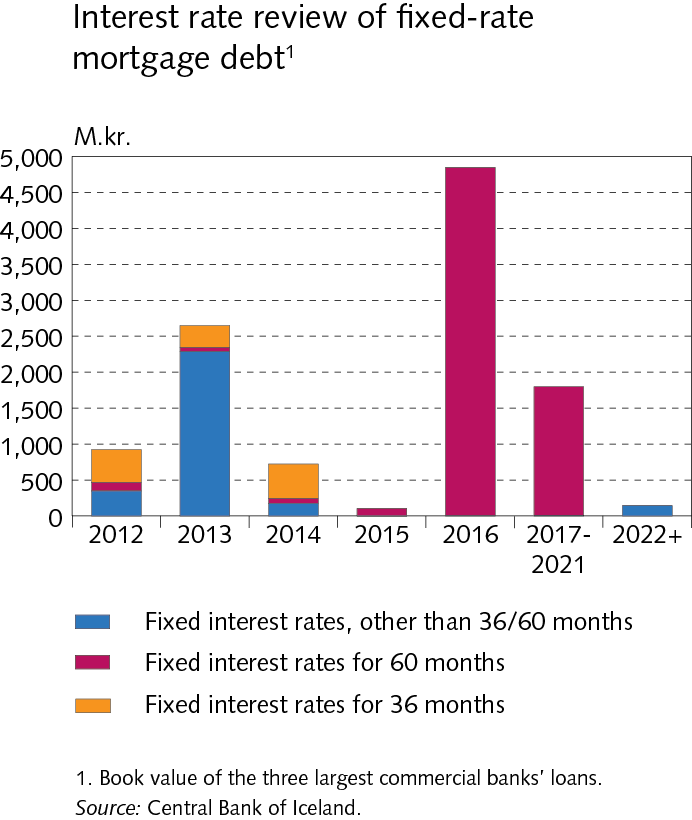 Interest rate review of fixed-rate
mortgage debt¹
M.kr.
5,000
4,500
4,000
3,500
3,000
2,500
2,000
1,500
1,000
500
0
2012 2013 2014 2015 2016 2017- 2022+
2021
Fixed interest rates, other than 36/60 months
Fixed interest rates for 60 months
Fixed interest rates for 36 months
1. Book value of the three largest commercial banks' loans.
Source: Central Bank of Iceland.